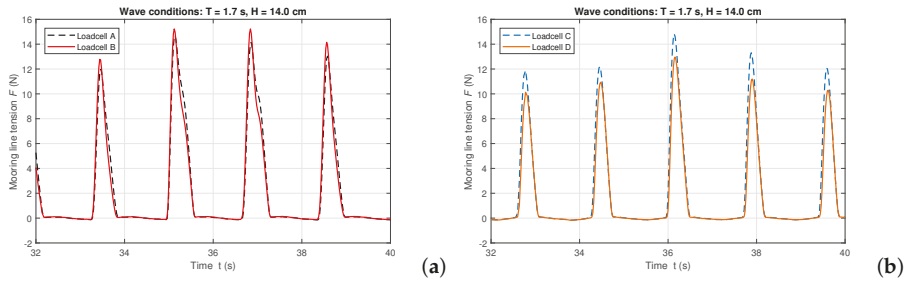 Wave conditions: T = 1.7 s, H = 14.0 cm
16
14
12
10
8
6
4
2
0
-2
Mooring line tension F (N)
Loadcell A
Loadcell B
32
34
36
38
40
Time t (s)
(a)
Wave conditions: T = 1.7 s, H = 14.0 cm
16
14
12
10
8
6
4
2
0
-2
Mooring line tension F (N)
Loadcell C
Loadcell D
32
34
36
38
40
Time t (s)
(b)